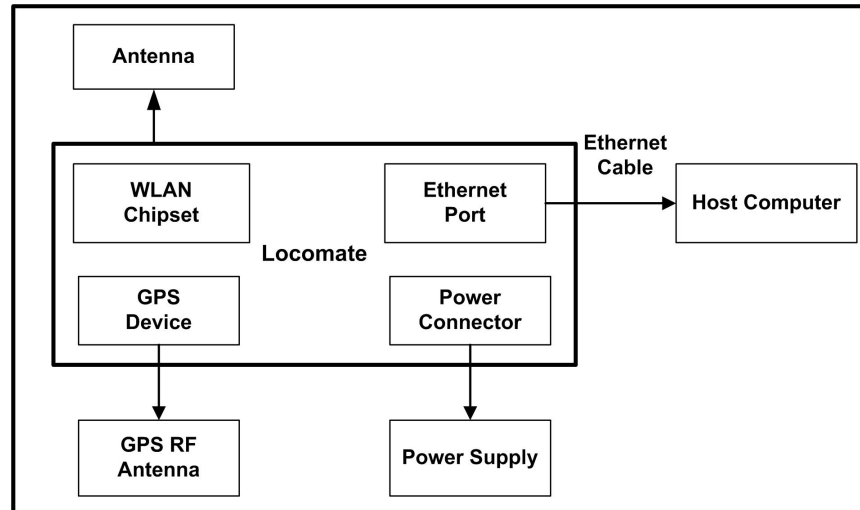 Antenna
Ethernet
Cable
WLAN
Chipset
Ethernet
Port
Host Computer
Locomate
GPS
Device
Power
Connector
GPS RF
Antenna
Power Supply